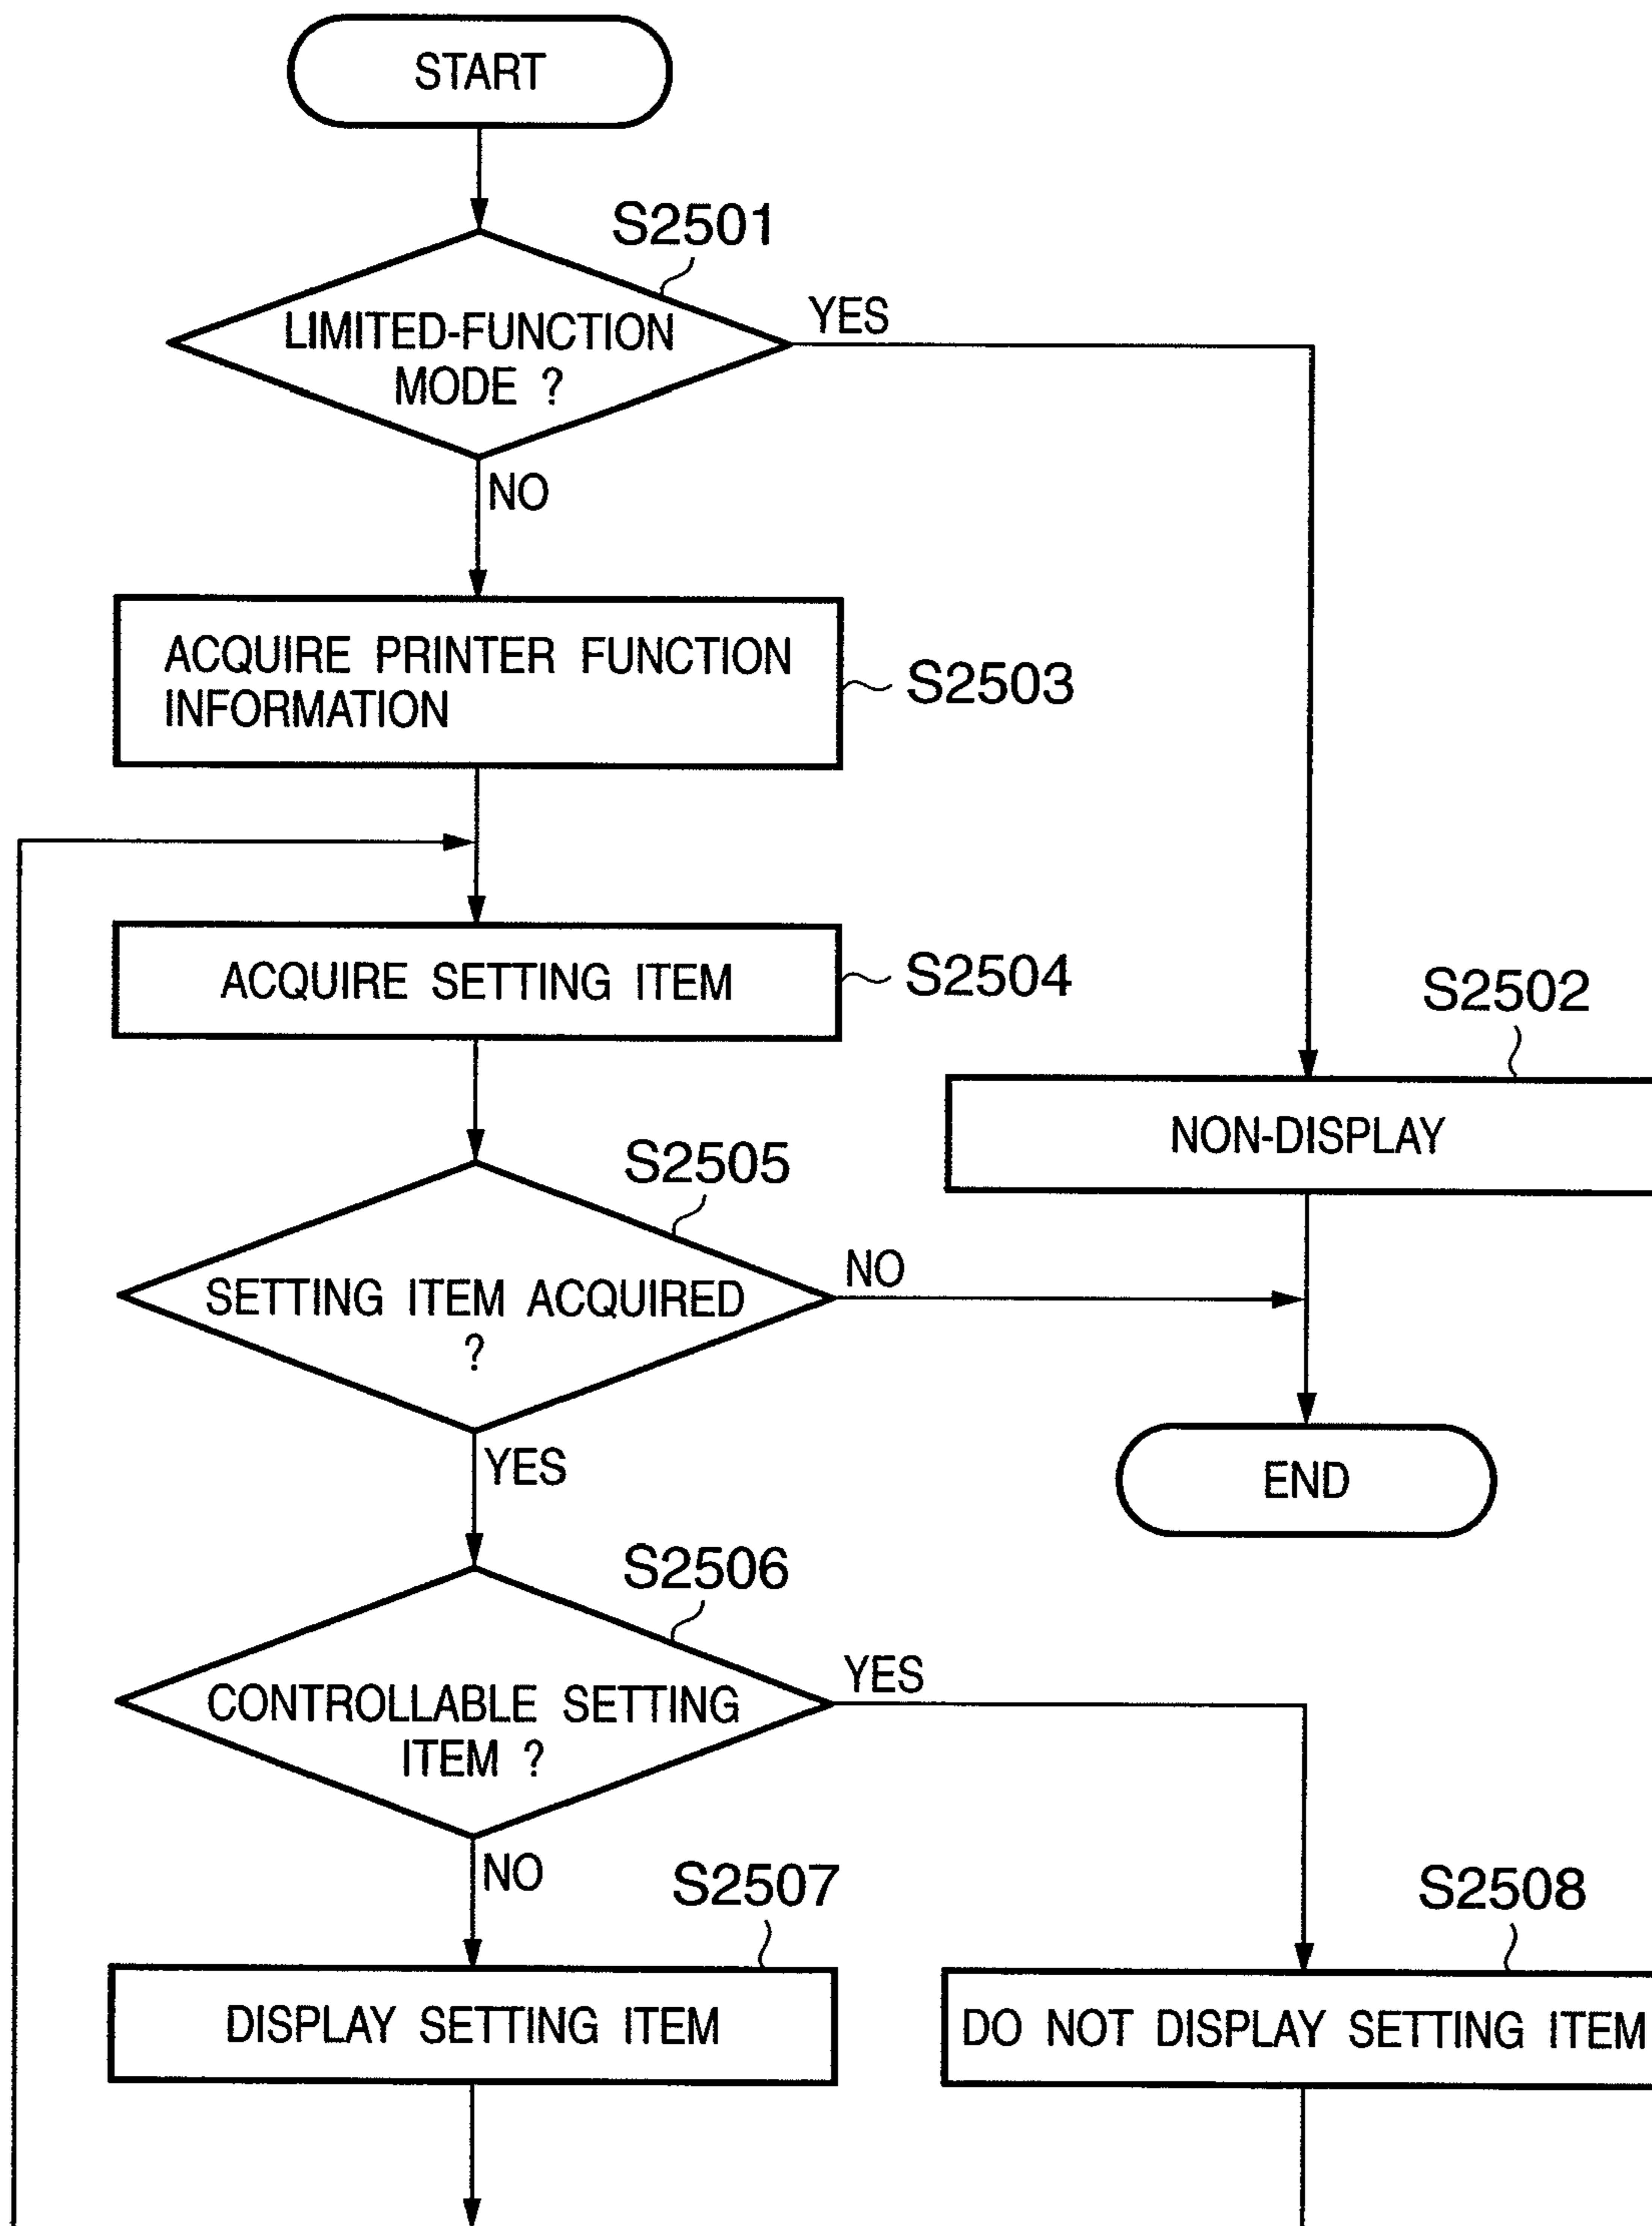 START
S2501
LIMITED-FUNCTION
MODE ?
YES
NO
ACQUIRE PRINTER FUNCTION
INFORMATION
S2503
ACQUIRE SETTING ITEM
S2504
S2502
NON-DISPLAY
S2505
SETTING ITEM ACQUIRED
?
NO
YES
END
S2506
CONTROLLABLE SETTING
ITEM ?
YES
NO
S2507
DISPLAY SETTING ITEM
S2508
DO NOT DISPLAY SETTING ITEM